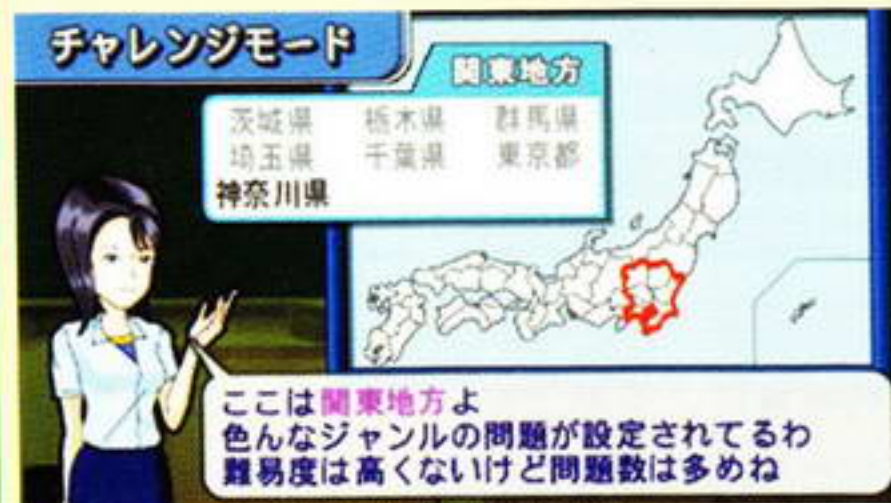 チャレンジモード
関東地方
茨城県 栃木県 群馬県
埼玉県 千葉県 東京都
神奈川県
ここは関東地方よ
色んなジャンルの問題が設定されてるわ
難易度は高くないけど問題数は多めね